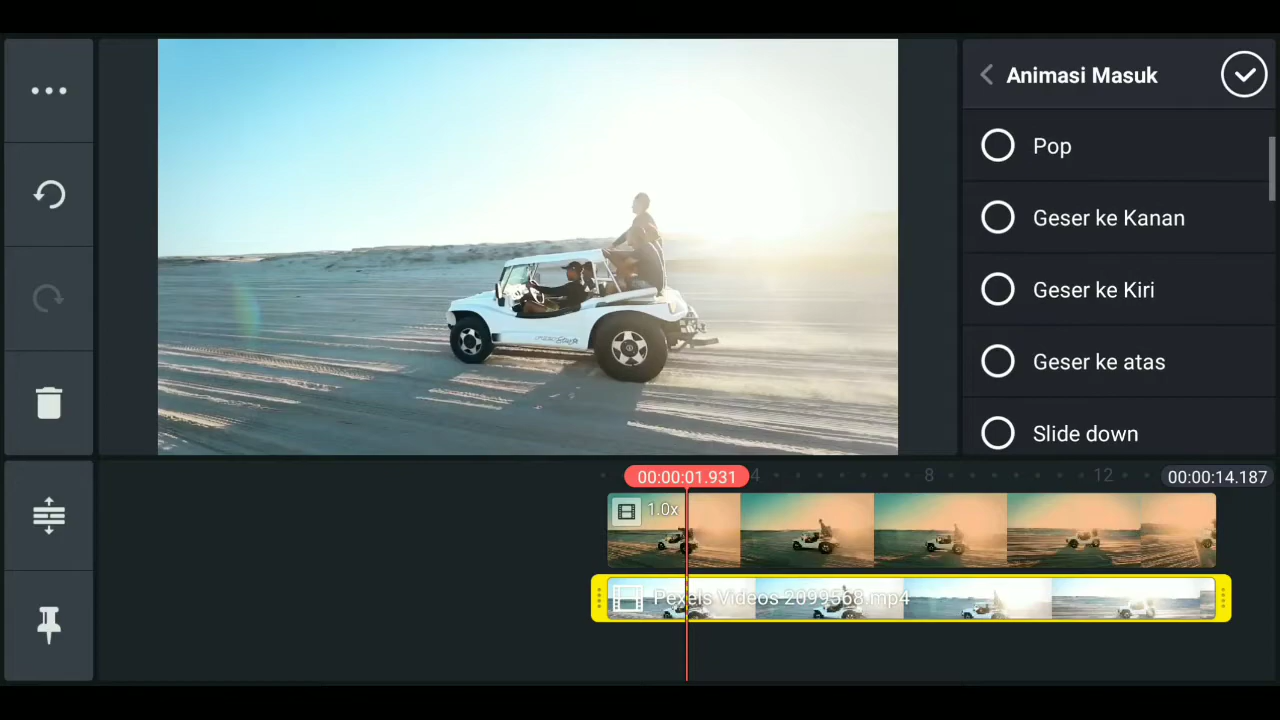 Animasi Masuk
Pop
Geser ke Kanan
Geser ke Kiri
Geser ke atas
Slide down
00:00:01.931
4
8
12
00:00:14.187
1.0x
Pexels Videos 2099568.mp4